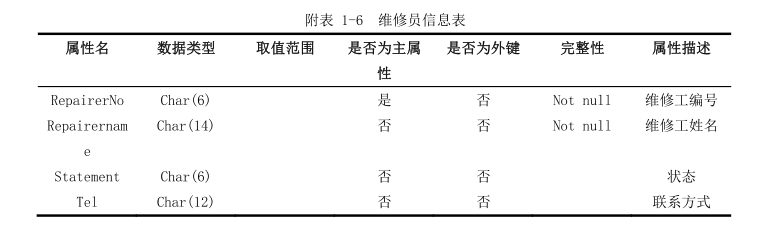 附表 1-6 维修员信息表
属性名 数据类型 取值范围 是否为主属 是否为外键 完整性 属性描述
性
RepairerNo Char(6) 是 否 Not null 维修工编号
Repairernam Char(14) 否 否 Not null 维修工姓名
e
Statement Char(6) 否 否 状态
Tel Char(12) 否 否 联系方式